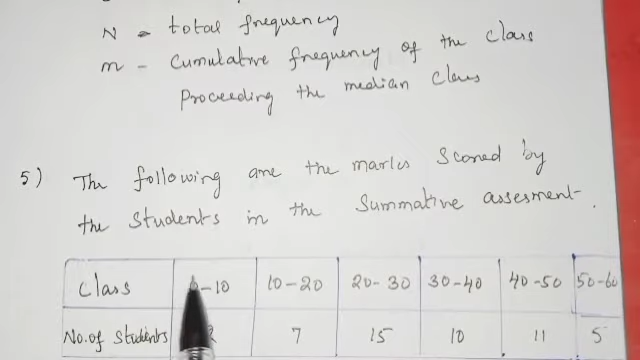 N - total frequency
m - Cumulative frequency of the class
Proceeding the median class
5) The following are the marks Scored by
the Students in the Summative assesment.
Class 0-10 10-20 20-30 30-40 40-50 50-60
No.of Students 7 15 10 11 5